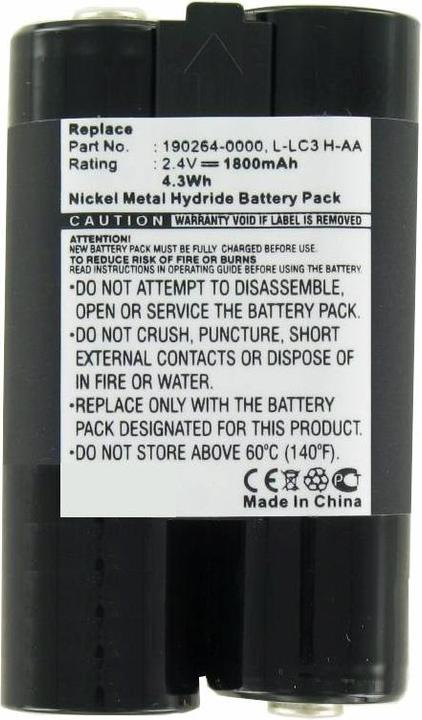 Replace
Part No. : 190264-0000, L-LC3 H-AA
Rating : 2.4V ⎓ 1800mAh
4.3Wh
Nickel Metal Hydride Battery Pack
CAUTION WARRANTY VOID IF LABEL IS REMOVED
ATTENTION!
NEW BATTERY PACK MUST BE FULLY CHARGED BEFORE USE.
TO REDUCE RISK OF FIRE OR BURNS
READ INSTRUCTIONS IN OPERATING GUIDE BEFORE USING THE BATTERY.
•DO NOT ATTEMPT TO DISASSEMBLE,
OPEN OR SERVICE THE BATTERY PACK.
•DO NOT CRUSH, PUNCTURE, SHORT
EXTERNAL CONTACTS OR DISPOSE OF
IN FIRE OR WATER.
•REPLACE ONLY WITH THE BATTERY
PACK DESIGNATED FOR THIS PRODUCT.
•DO NOT STORE ABOVE 60°C (140°F).
CE PCT
Made In China